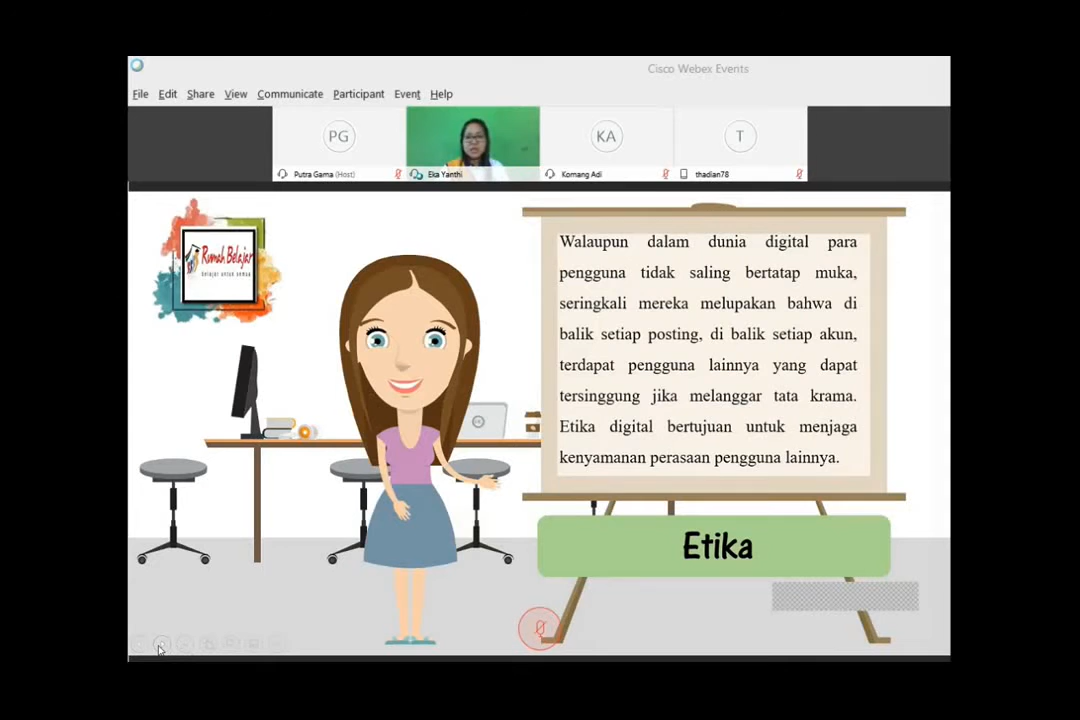 Cisco Webex Events
File Edit Share View Communicate Participant Event Help
PG
KA
T
Putra Gama (Host)
Eka Yanthi
Komang Adi
thadian78
Rumah Belajar
belajar untuk semua
Walaupun dalam dunia digital para
pengguna tidak saling bertatap muka,
seringkali mereka melupakan bahwa di
balik setiap posting, di balik setiap akun,
terdapat pengguna lainnya yang dapat
tersinggung jika melanggar tata krama.
Etika digital bertujuan untuk menjaga
kenyamanan perasaan pengguna lainnya.
Etika